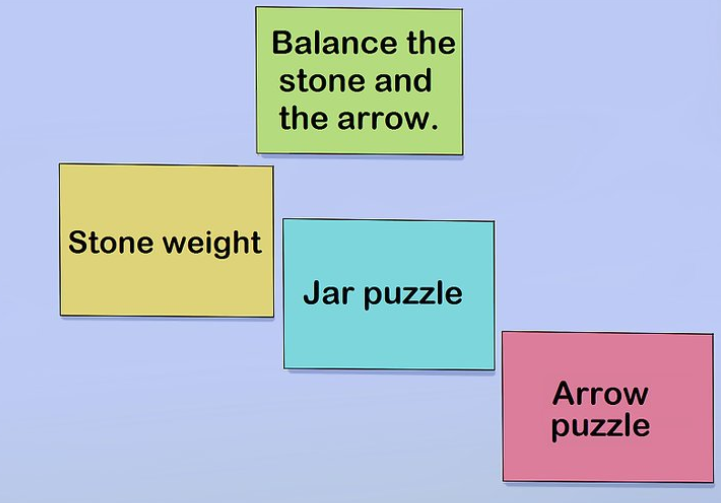 Balance the
stone and
the arrow.
Stone weight
Jar puzzle
Arrow
puzzle